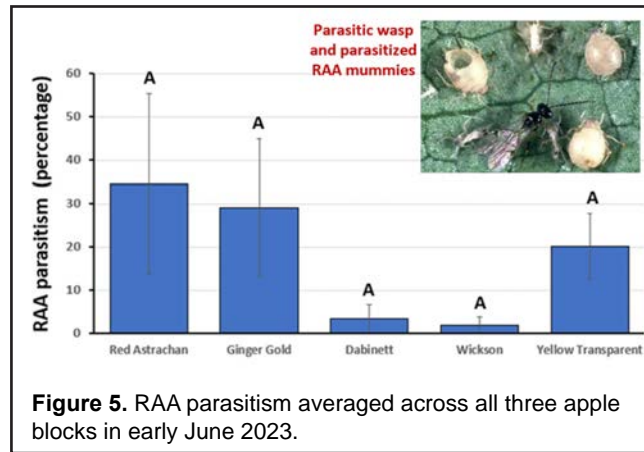 Parasitic wasp
and parasitized
RAA mummies
RAA parasitism (percentage)
60
50
40
30
20
10
0
A
A
A
A
A
Red Astrachan
Ginger Gold
Dabinett
Wickson
Yellow Transparent
Figure 5. RAA parasitism averaged across all three apple
blocks in early June 2023.